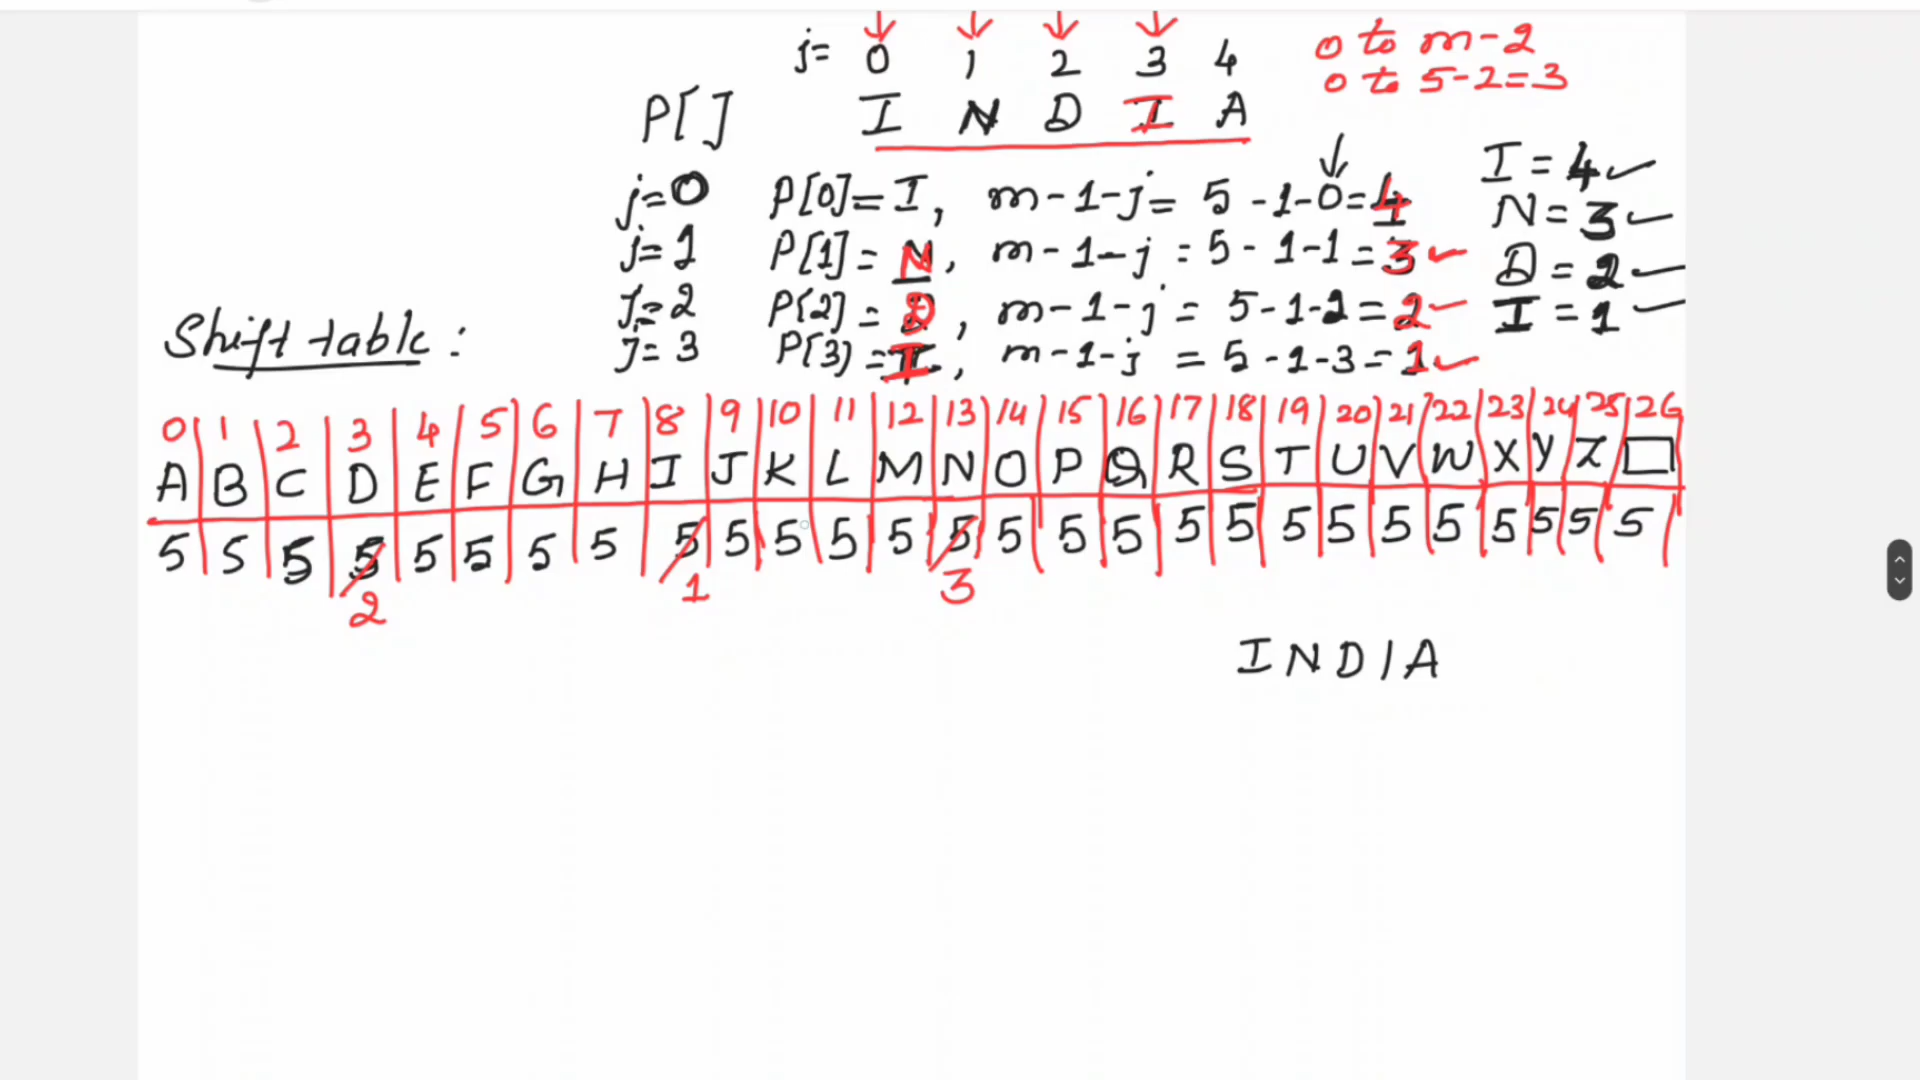 j= 0 1 2 3 4
0 to m-2
0 to 5-2=3
P[] I N D I A
j=0 P[0]=I, m-1-j= 5-1-0=4
j=1 P[1]=N, m-1-j=5-1-1=3✓
J=2 P[2]=D, m-1-j= 5-1-2=2
J=3 P[3)=I, m-1-j = 5-1-3=1✓
I=4✓
N=3✓
D=2✓
I=1✓
Shift table:
0 1 2 3 4 5 6 7 8 9 10 11 12 13 14 15 16 17 18 19 20 21 22 23 24 25 26
A B C D E F G H I J K L M N O P Q R S T U V W X Y Z □
5 5 5 5 5 5 5 5 5 5 5 5 5 5 5 5 5 5 5 5 5 5 5 5 5 5 5
2 1 3
INDIA